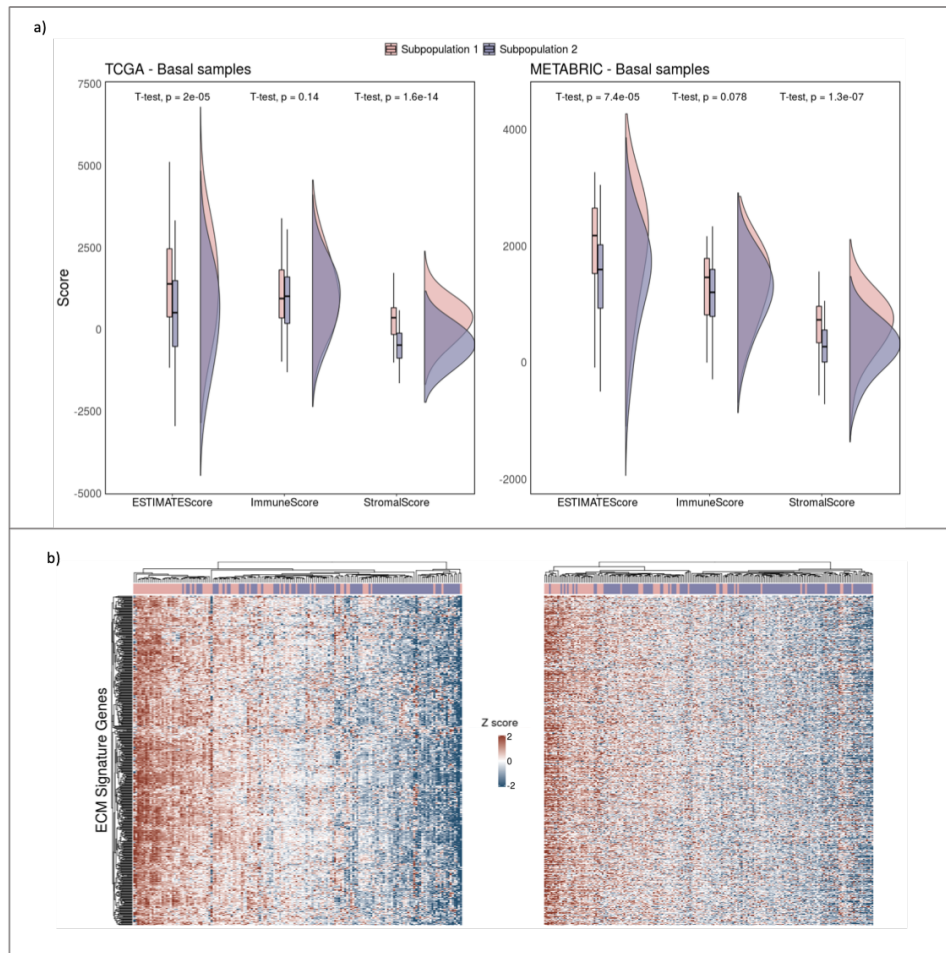 a)
Subpopulation 1 Subpopulation 2
TCGA - Basal samples
METABRIC - Basal samples
T-test, p = 2e-05 T-test, p = 0.14 T-test, p = 1.6e-14
T-test, p = 7.4e-05 T-test, p = 0.078 T-test, p = 1.3e-07
Score
7500
5000
2500
0
-2500
-5000
4000
2000
0
-2000
ESTIMATEScore ImmuneScore StromalScore
ESTIMATEScore ImmuneScore StromalScore
b)
ECM Signature Genes
Z score
2
0
-2